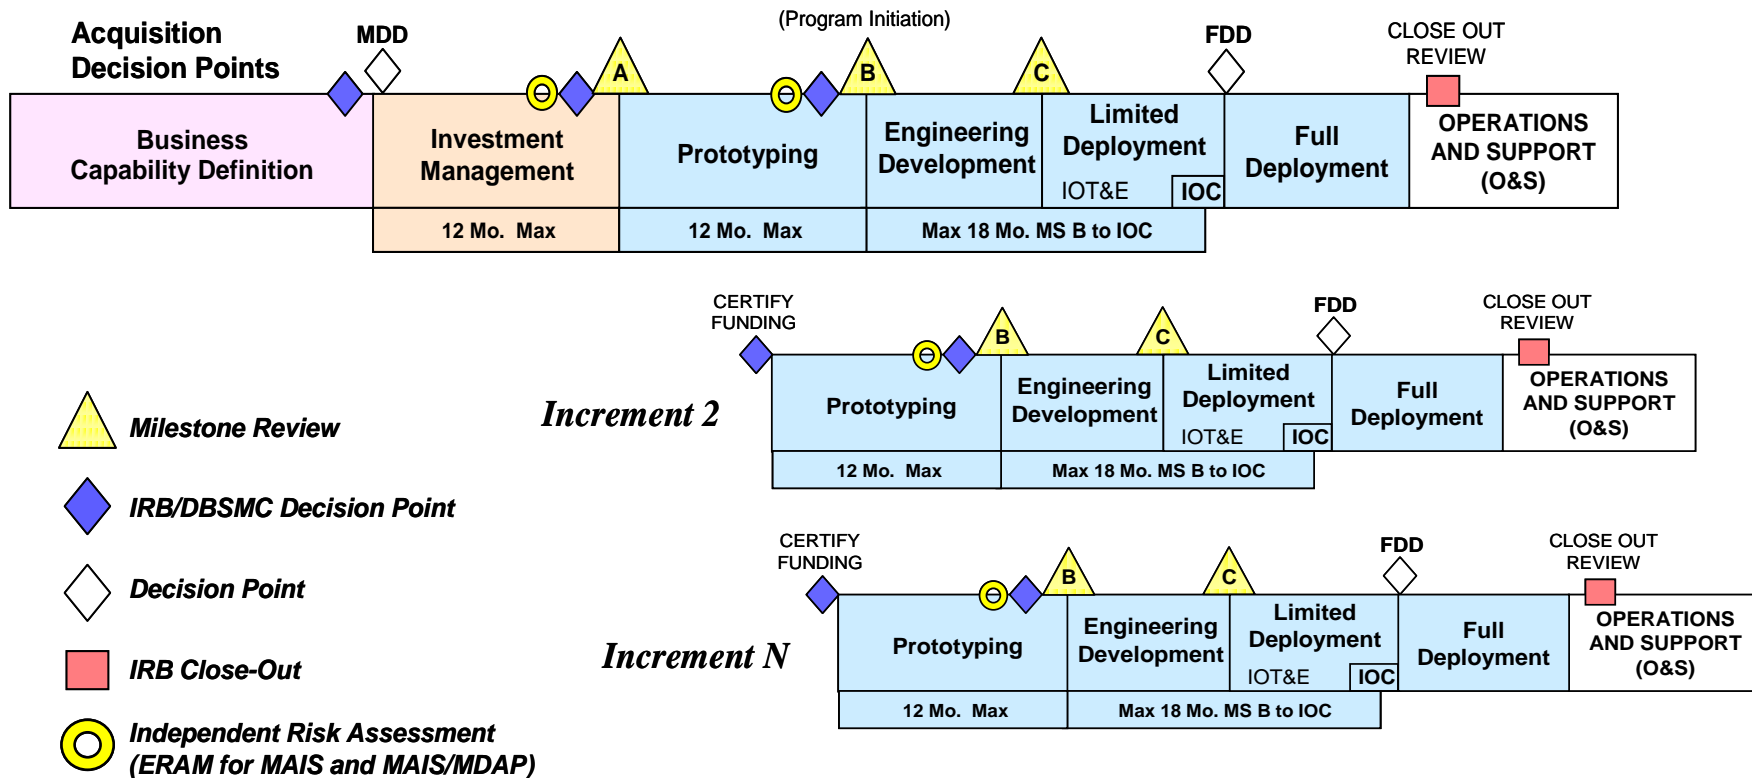 (Program Initiation)
Acquisition
Decision Points
MDD
FDD
CLOSE OUT
REVIEW
A
B
C
Business
Capability Definition
Investment
Management
Prototyping
Engineering
Development
Limited
Deployment
IOT&E
IOC
Full
Deployment
OPERATIONS
AND SUPPORT
(O&S)
12 Mo. Max
12 Mo. Max
Max 18 Mo. MS B to IOC
CERTIFY
FUNDING
FDD
CLOSE OUT
REVIEW
B
C
Increment 2
Prototyping
Engineering
Development
Limited
Deployment
IOT&E
IOC
Full
Deployment
OPERATIONS
AND SUPPORT
(O&S)
12 Mo. Max
Max 18 Mo. MS B to IOC
CERTIFY
FUNDING
FDD
CLOSE OUT
REVIEW
B
C
Increment N
Prototyping
Engineering
Development
Limited
Deployment
IOT&E
IOC
Full
Deployment
OPERATIONS
AND SUPPORT
(O&S)
12 Mo. Max
Max 18 Mo. MS B to IOC
Milestone Review
IRB/DBSMC Decision Point
Decision Point
IRB Close-Out
Independent Risk Assessment
(ERAM for MAIS and MAIS/MDAP)